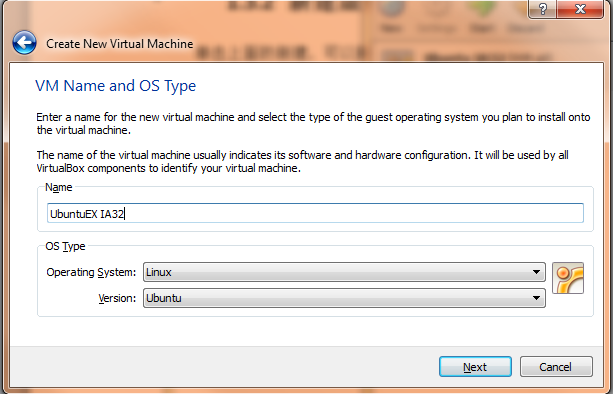 Create New Virtual Machine
VM Name and OS Type
Enter a name for the new virtual machine and select the type of the guest operating system you plan to install onto
the virtual machine.
The name of the virtual machine usually indicates its software and hardware configuration. It will be used by all
VirtualBox components to identify your virtual machine.
Name
UbuntuEX IA32
OS Type
Operating System: Linux
Version: Ubuntu
Next Cancel